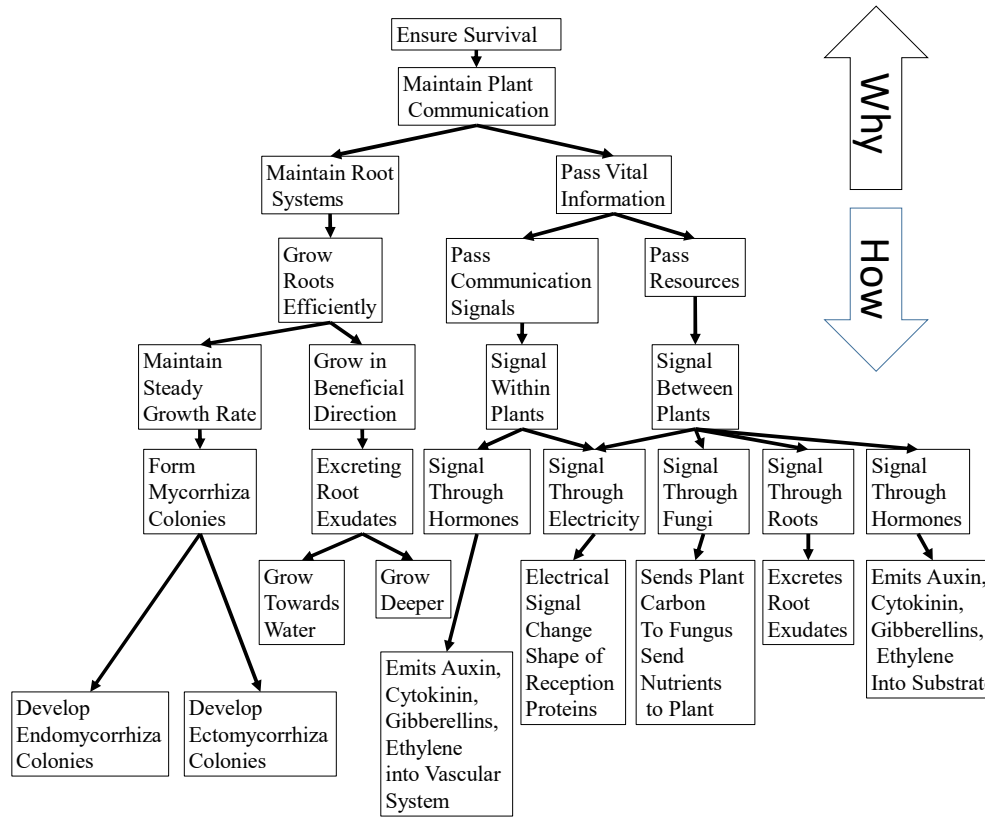 Ensure Survival
Maintain Plant
Communication
Why
Maintain Root
Systems
Pass Vital
Information
How
Grow
Roots
Efficiently
Pass
Communication
Signals
Pass
Resources
Maintain
Steady
Growth Rate
Grow in
Beneficial
Direction
Signal
Within
Plants
Signal
Between
Plants
Form
Mycorrhiza
Colonies
Excreting
Root
Exudates
Signal
Through
Hormones
Signal
Through
Electricity
Signal
Through
Fungi
Signal
Through
Roots
Signal
Through
Hormones
Grow
Towards
Water
Grow
Deeper
Electrical
Signal
Change
Shape of
Reception
Proteins
Sends Plant
Carbon
To Fungus
Send
Nutrients
to Plant
Excretes
Root
Exudates
Emits Auxin,
Cytokinin,
Gibberellins,
Ethylene
Into Substrate
Develop
Endomycorrhiza
Colonies
Develop
Ectomycorrhiza
Colonies
Emits Auxin,
Cytokinin,
Gibberellins,
Ethylene
into Vascular
System